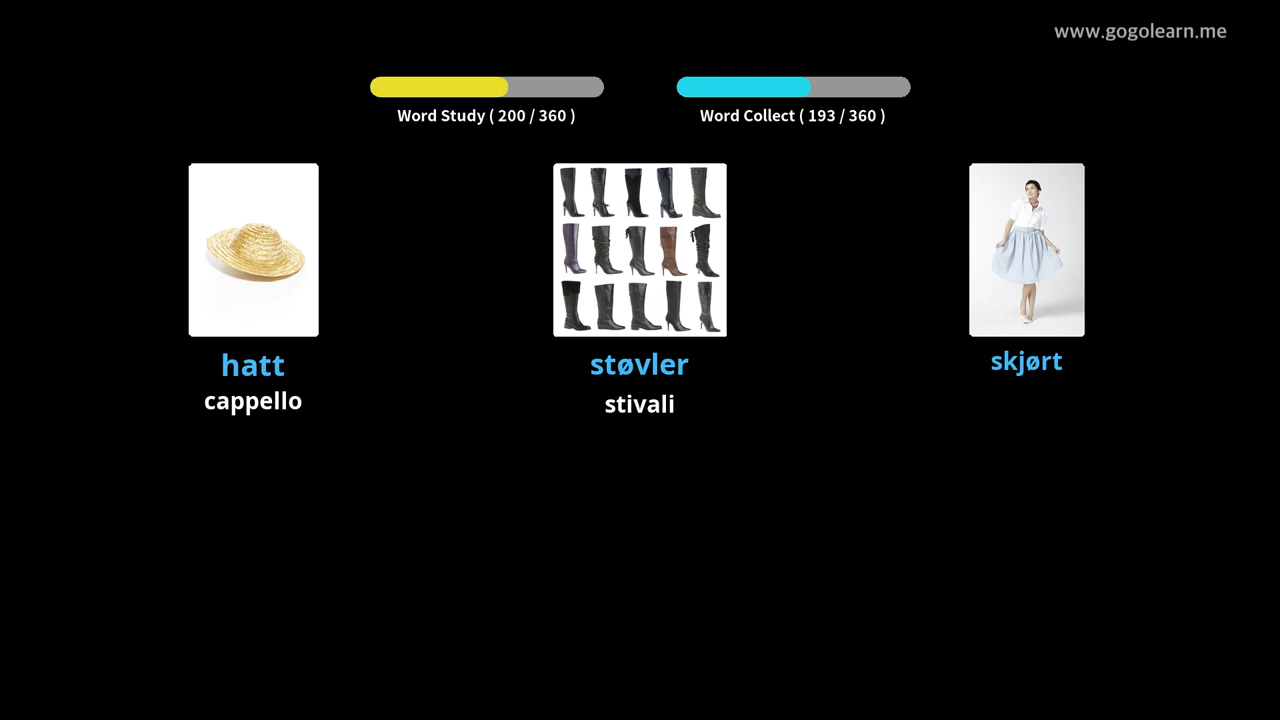 www.gogolearn.me
Word Study ( 200 / 360 )
Word Collect ( 193 / 360 )
hatt
cappello
støvler
stivali
skjørt